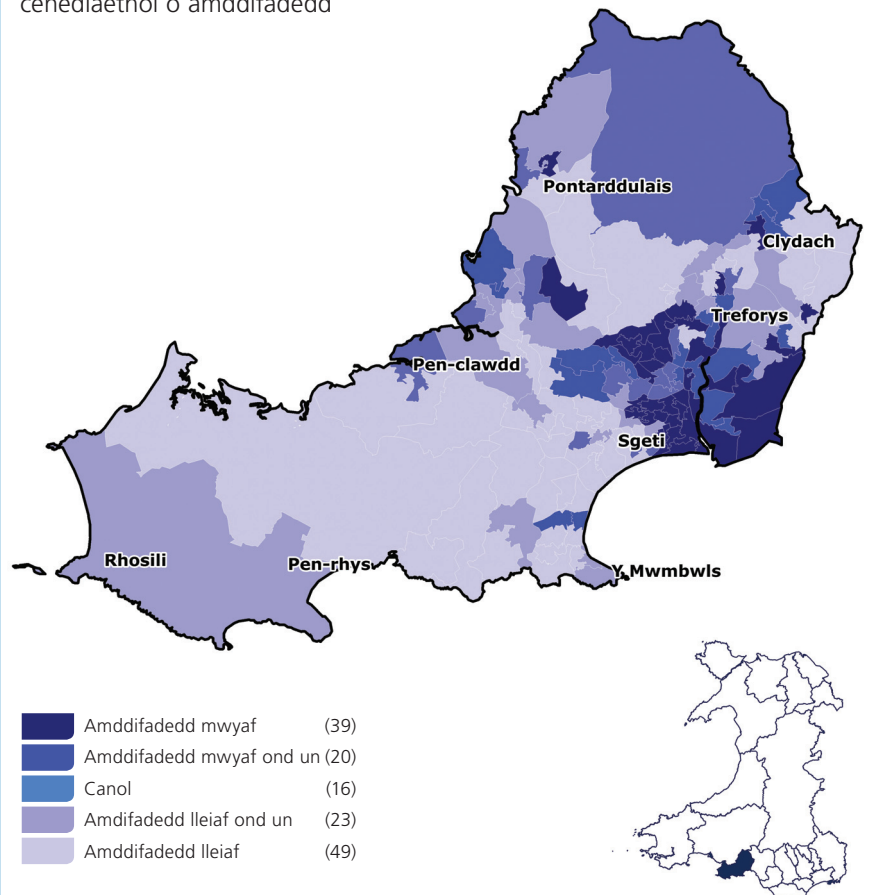 cenedlaethol o amddifadedd
Pontarddulais
Clydach
Treforys
Pen-clawdd
Sgeti
Rhosili
Pen-rhys
Y Mwmbwls
Amddifadedd mwyaf (39)
Amddifadedd mwyaf ond un (20)
Canol (16)
Amdifadedd lleiaf ond un (23)
Amddifadedd lleiaf (49)